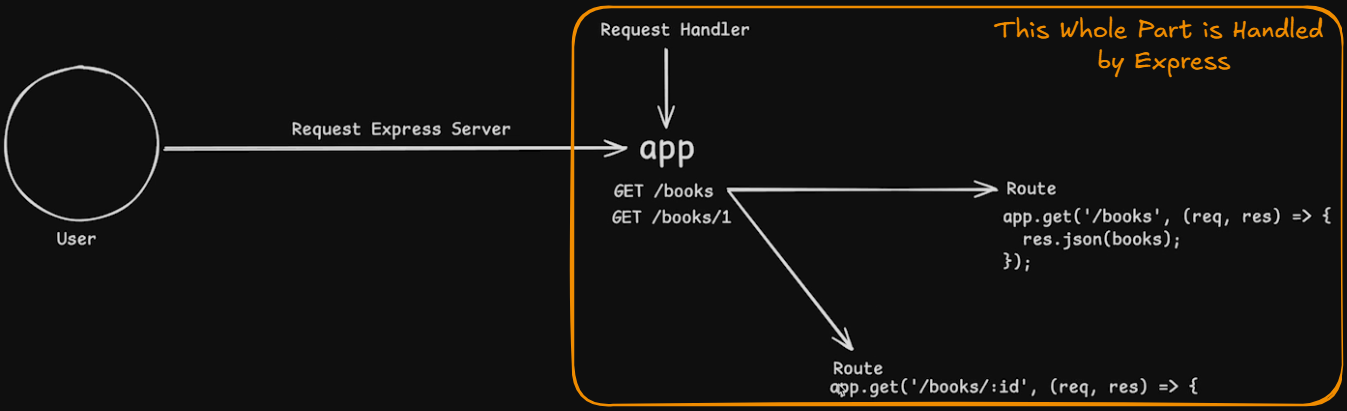 Request Handler
This Whole Part is Handled
by Express
Request Express Server
app
GET /books
GET /books/1
User
Route
app.get('/books', (req, res) => {
  res.json(books);
});
Route
app.get('/books/:id', (req, res) => {